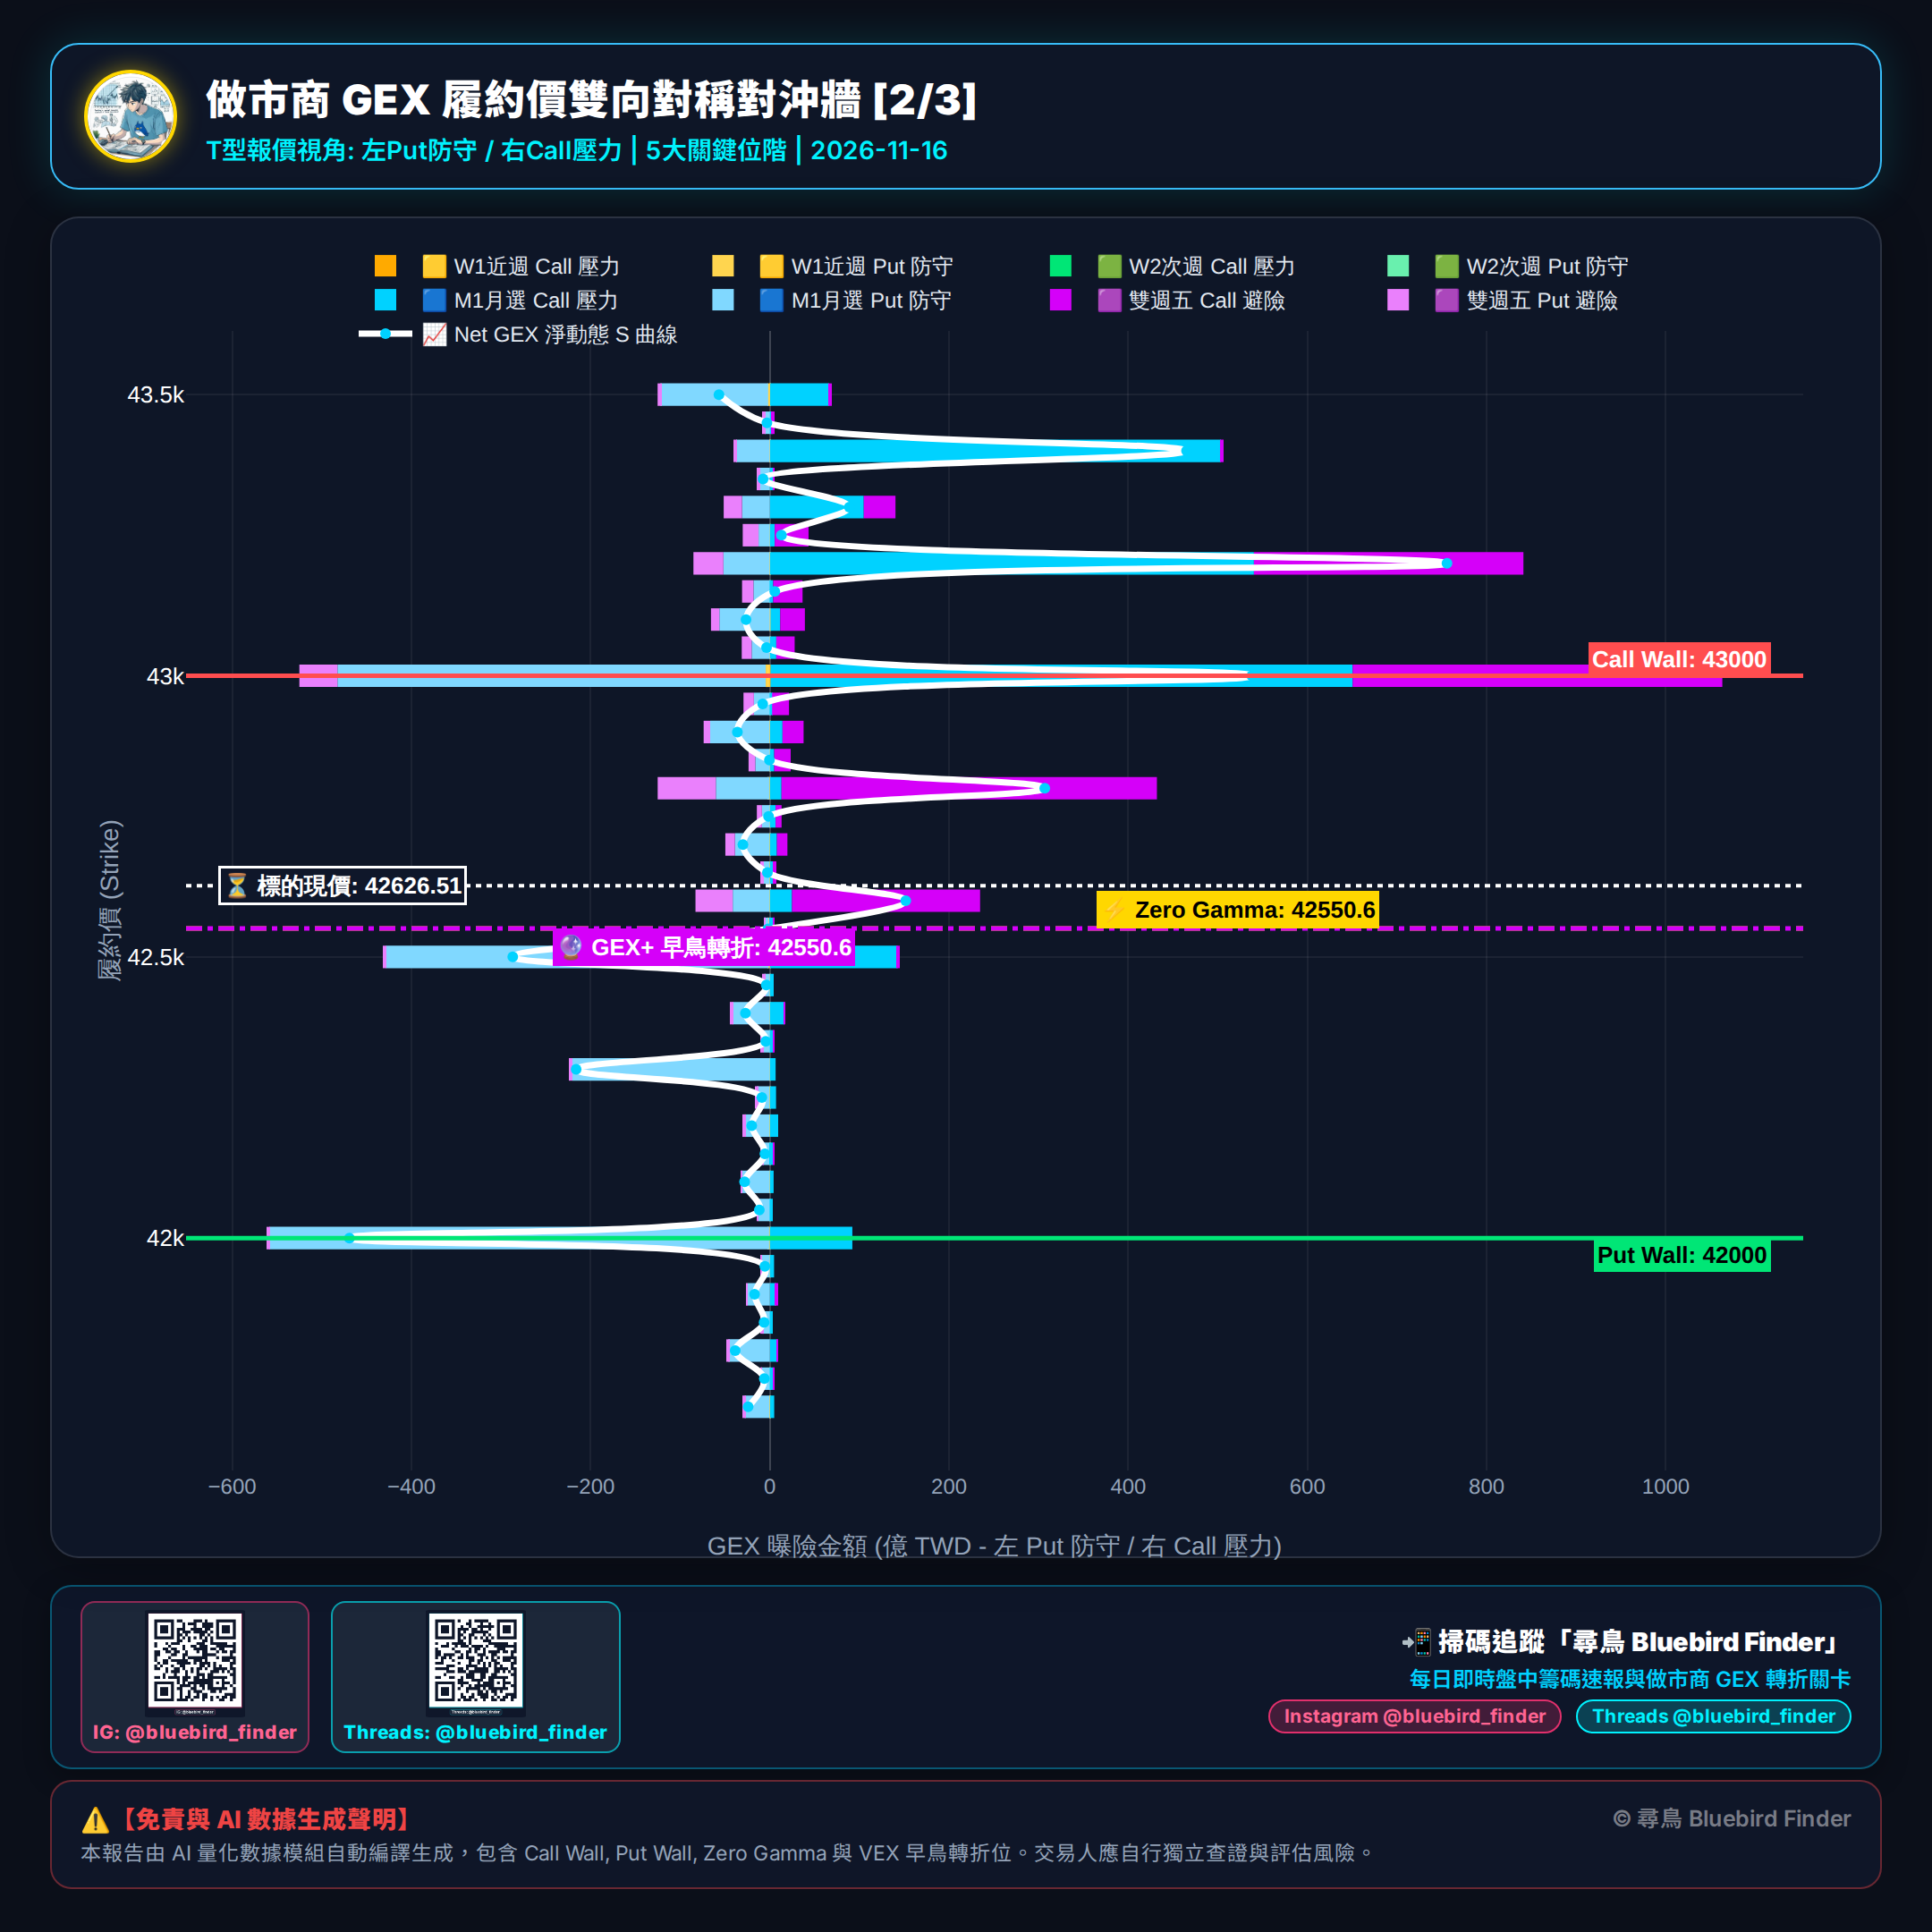 做市商 GEX 履約價雙向對稱對沖牆 [2/3]
T型報價視角: 左Put防守 / 右Call壓力 | 5大關鍵位階 | 2026-11-16
🟨 W1近週 Call 壓力
🟨 W1近週 Put 防守
🟩 W2次週 Call 壓力
🟩 W2次週 Put 防守
🟦 M1月選 Call 壓力
🟦 M1月選 Put 防守
🟪 雙週五 Call 避險
🟪 雙週五 Put 避險
📈 Net GEX 淨動態 S 曲線
43.5k
Call Wall: 43000
43k
履約價 (Strike)
⏳ 標的現價: 42626.51
⚡ Zero Gamma: 42550.6
🔮 GEX+ 早鳥轉折: 42550.6
42.5k
42k
Put Wall: 42000
−600
−400
−200
0
200
400
600
800
1000
GEX 曝險金額 (億 TWD - 左 Put 防守 / 右 Call 壓力)
IG: @bluebird_finder
Threads: @bluebird_finder
IG: @bluebird_finder
Threads: @bluebird_finder
📲 掃碼追蹤「尋鳥 Bluebird Finder」
每日即時盤中籌碼速報與做市商 GEX 轉折關卡
Instagram @bluebird_finder
Threads @bluebird_finder
⚠️【免責與 AI 數據生成聲明】
© 尋鳥 Bluebird Finder
本報告由 AI 量化數據模組自動編譯生成，包含 Call Wall, Put Wall, Zero Gamma 與 VEX 早鳥轉折位。交易人應自行獨立查證與評估風險。